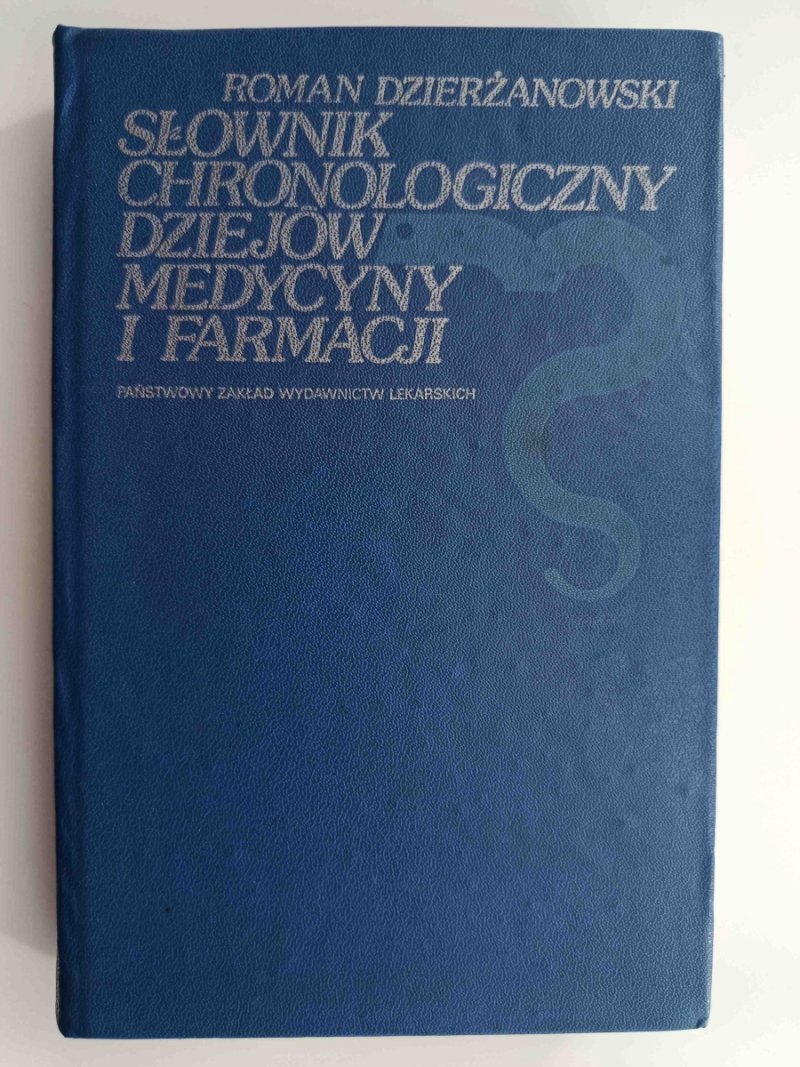 ROMAN DZIERŻANOWSKI
SŁOWNIK
CHRONOLOGICZNY
DZIEJÓW
MEDYCYNY
I FARMACJI
PAŃSTWOWY ZAKŁAD WYDAWNICTW LEKARSKICH